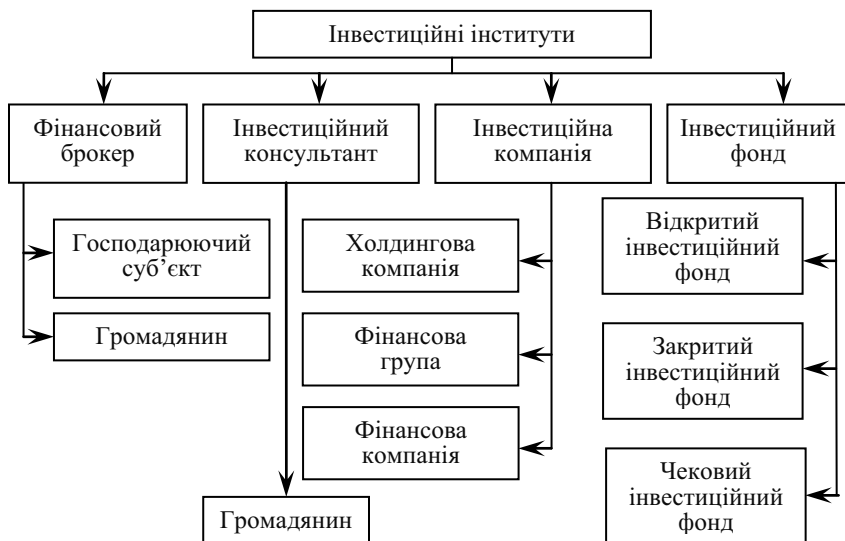 Інвестиційні інститути
Фінансовий
брокер
Інвестиційний
консультант
Інвестиційна
компанія
Інвестиційний
фонд
Господарюючий
суб’єкт
Громадянин
Громадянин
Холдингова
компанія
Фінансова
група
Фінансова
компанія
Відкритий
інвестиційний
фонд
Закритий
інвестиційний
фонд
Чековий
інвестиційний
фонд